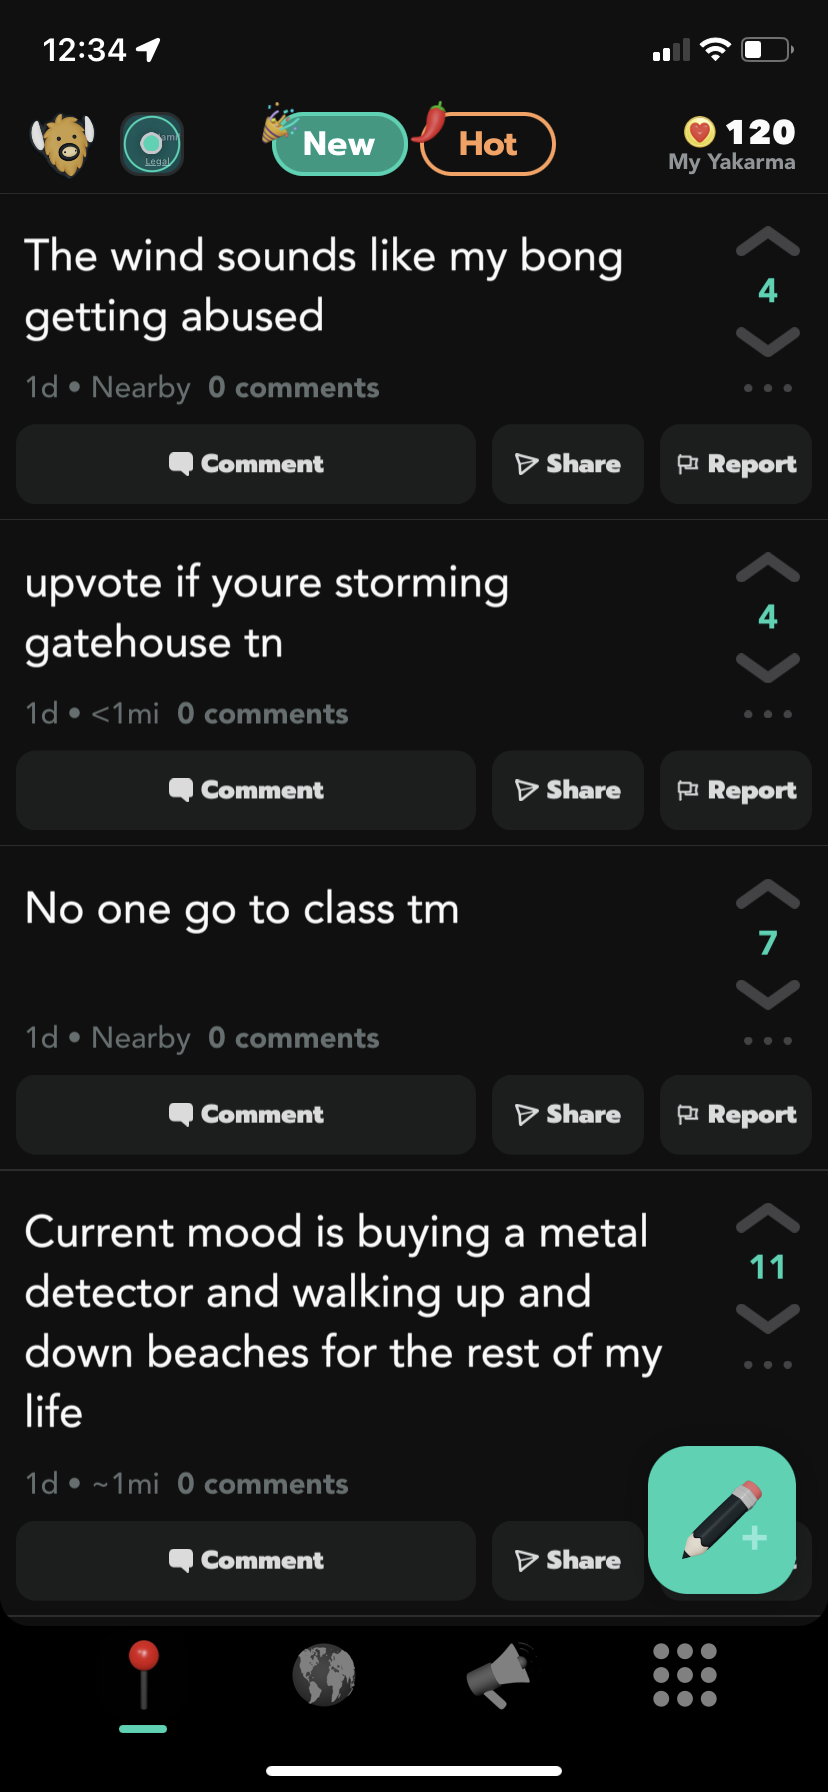 12:34
Legal
New
Hot
120
My Yakarma
The wind sounds like my bong
getting abused
4
1d • Nearby 0 comments
Comment
Share
Report
upvote if youre storming
gatehouse tn
4
1d • <1mi 0 comments
Comment
Share
Report
No one go to class tm
7
1d • Nearby 0 comments
Comment
Share
Report
Current mood is buying a metal
detector and walking up and
down beaches for the rest of my
life
11
1d • ~1mi 0 comments
Comment
Share